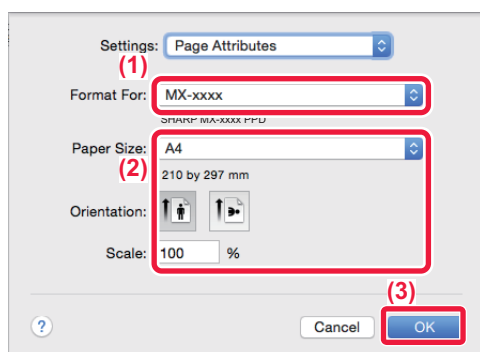 Settings: Page Attributes
(1)
Format For: MX-xxxx
SHARP MX-xxxx PPD
Paper Size: A4
(2)
210 by 297 mm
Orientation:
Scale: 100 %
(3)
? Cancel OK